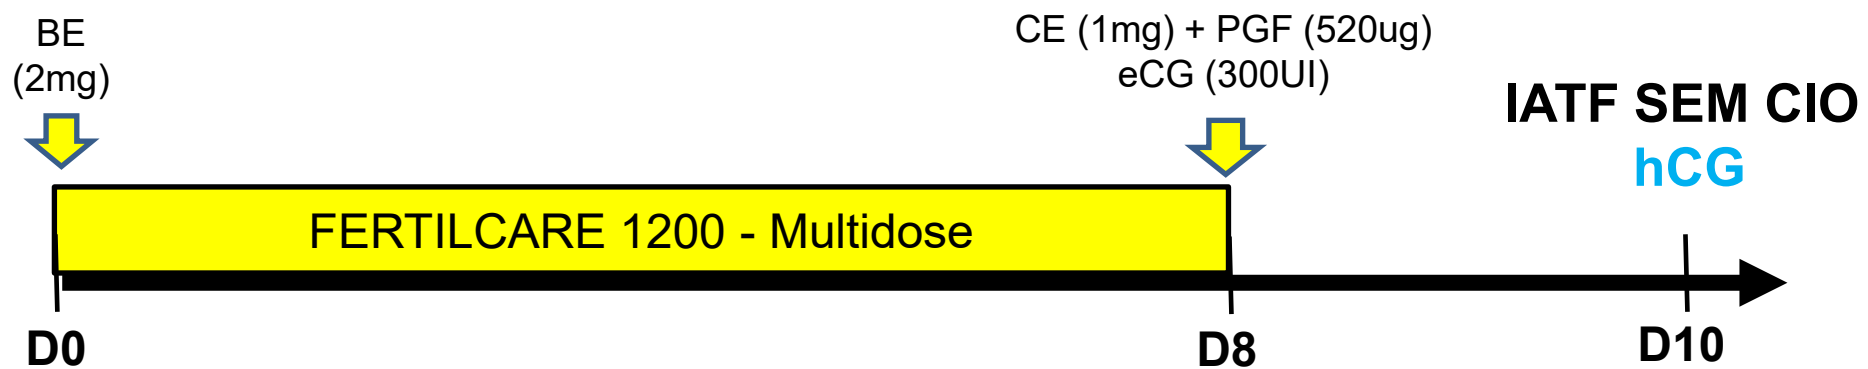 BE
(2mg)
CE (1mg) + PGF (520ug)
eCG (300UI)
IATF SEM CIO
hCG
FERTILCARE 1200 - Multidose
D0
D8
D10